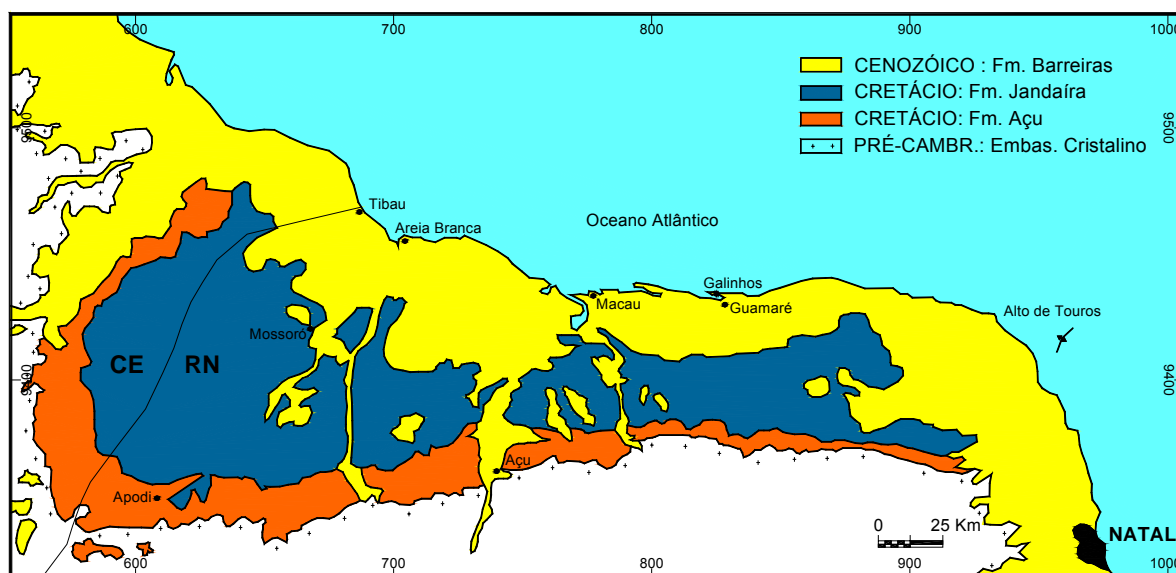 600
700
800
900
1000
CENOZÓICO : Fm. Barreiras
CRETÁCIO: Fm. Jandaíra
CRETÁCIO: Fm. Açu
PRÉ-CAMBR.: Embas. Cristalino
9500
9500
Tibau
Areia Branca
Oceano Atlântico
Galinhos
Macau
Guamaré
Alto de Touros
Mossoró
CE
RN
9400
9400
Açu
Apodi
0
25 Km
NATAL
600
700
800
900
1000